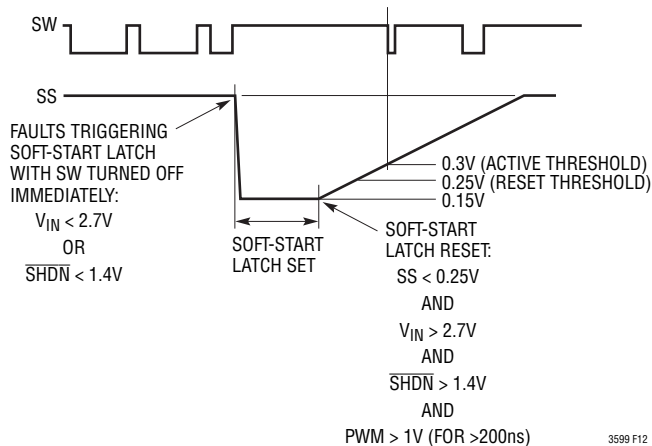 SW
SS
FAULTS TRIGGERING
SOFT-START LATCH
WITH SW TURNED OFF
IMMEDIATELY:
VIN < 2.7V
OR
SHDN < 1.4V
0.3V (ACTIVE THRESHOLD)
0.25V (RESET THRESHOLD)
0.15V
SOFT-START
LATCH SET
SOFT-START
LATCH RESET:
SS < 0.25V
AND
VIN > 2.7V
AND
SHDN > 1.4V
AND
PWM > 1V (FOR >200ns)
3599 F12